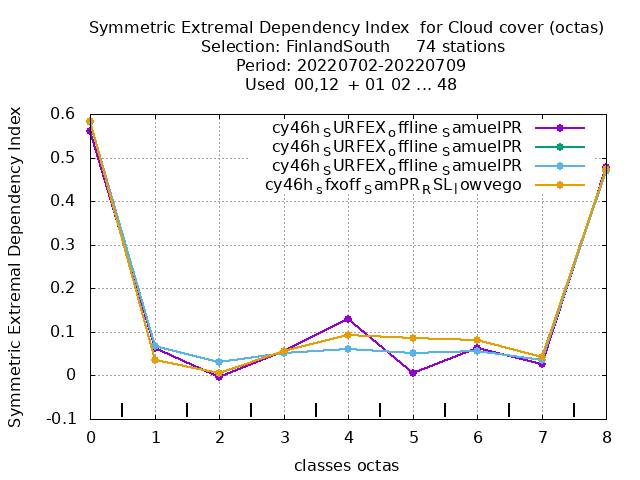 Symmetric Extremal Dependency Index for Cloud cover (octas)
Selection: FinlandSouth 74 stations
Period: 20220702-20220709
Used 00,12 + 01 02 ... 48
Symmetric Extremal Dependency Index
0.6
0.5
0.4
0.3
0.2
0.1
0
-0.1
cy46h_SURFEX_offline_SamuelPR
cy46h_SURFEX_offline_SamuelPR
cy46h_SURFEX_offline_SamuelPR
cy46h_sfxoff_SamPR_RSL_lowvego
0 1 2 3 4 5 6 7 8
classes octas